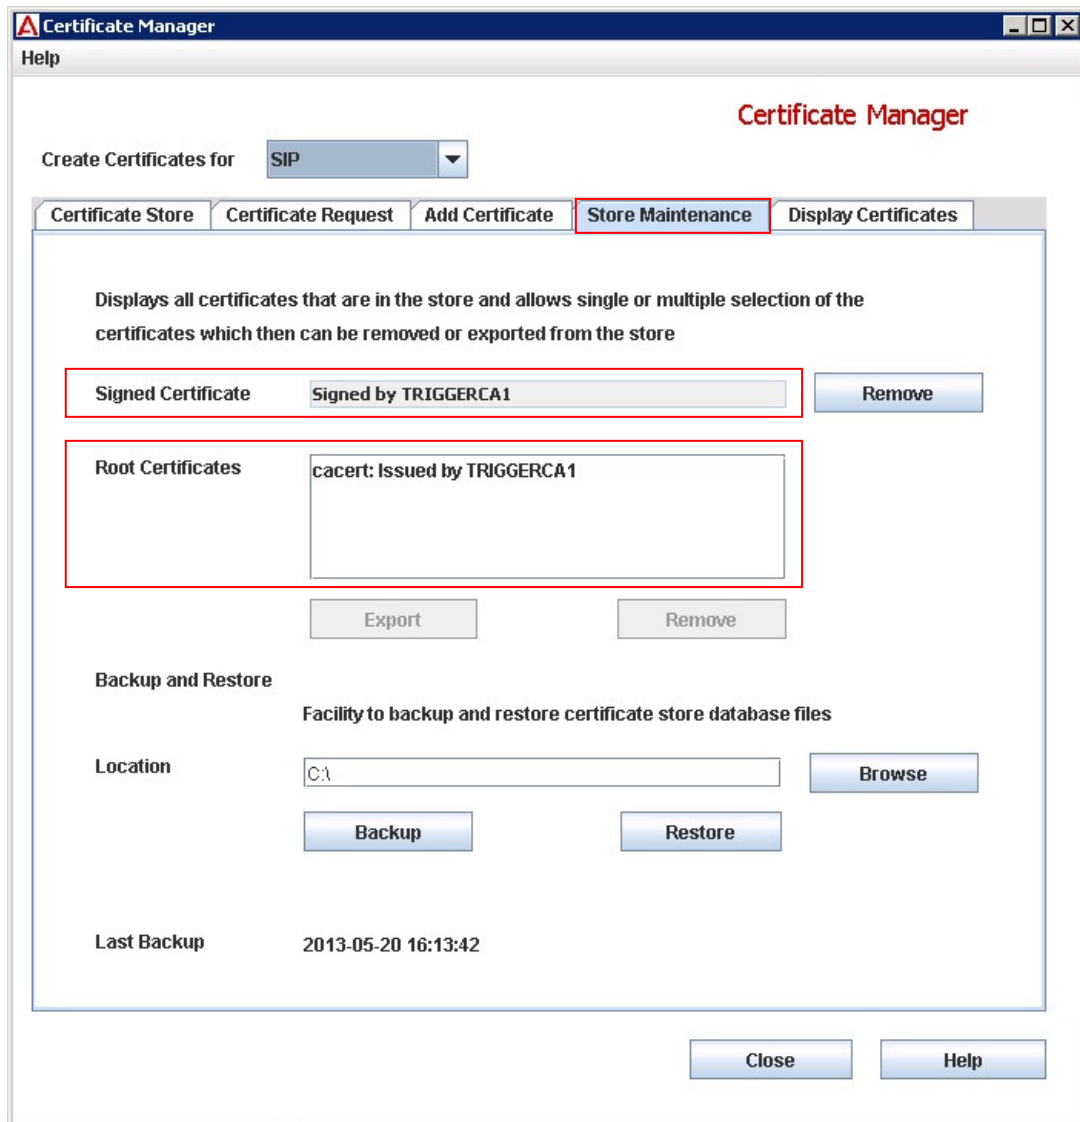 Certificate Manager
Help
Certificate Manager
Create Certificates for SIP
Certificate Store Certificate Request Add Certificate Store Maintenance Display Certificates
Displays all certificates that are in the store and allows single or multiple selection of the
certificates which then can be removed or exported from the store
Signed Certificate Signed by TRIGGERCA1 Remove
Root Certificates cacert: Issued by TRIGGERCA1
Export Remove
Backup and Restore
Facility to backup and restore certificate store database files
Location C:\ Browse
Backup Restore
Last Backup 2013-05-20 16:13:42
Close Help